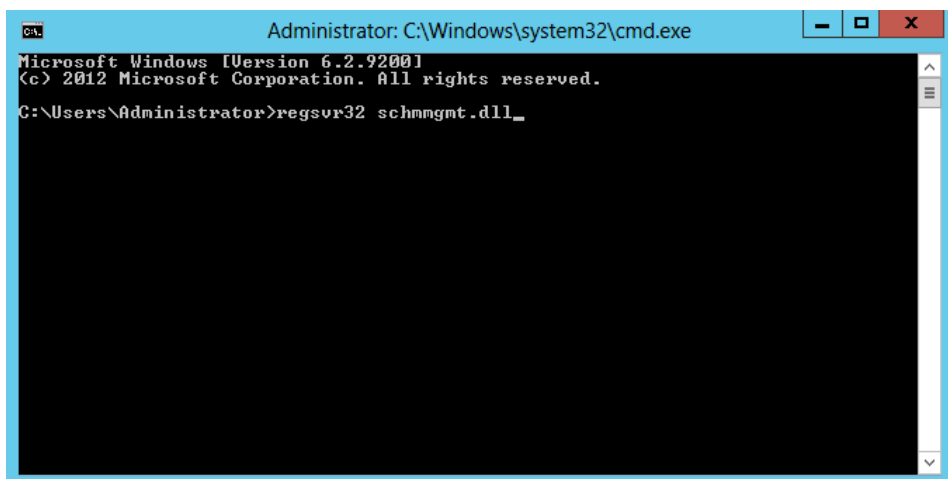 Administrator: C:\Windows\system32\cmd.exe
Microsoft Windows [Version 6.2.9200]
(c) 2012 Microsoft Corporation. All rights reserved.
C:\Users\Administrator>regsvr32 schmmgmt.dll_